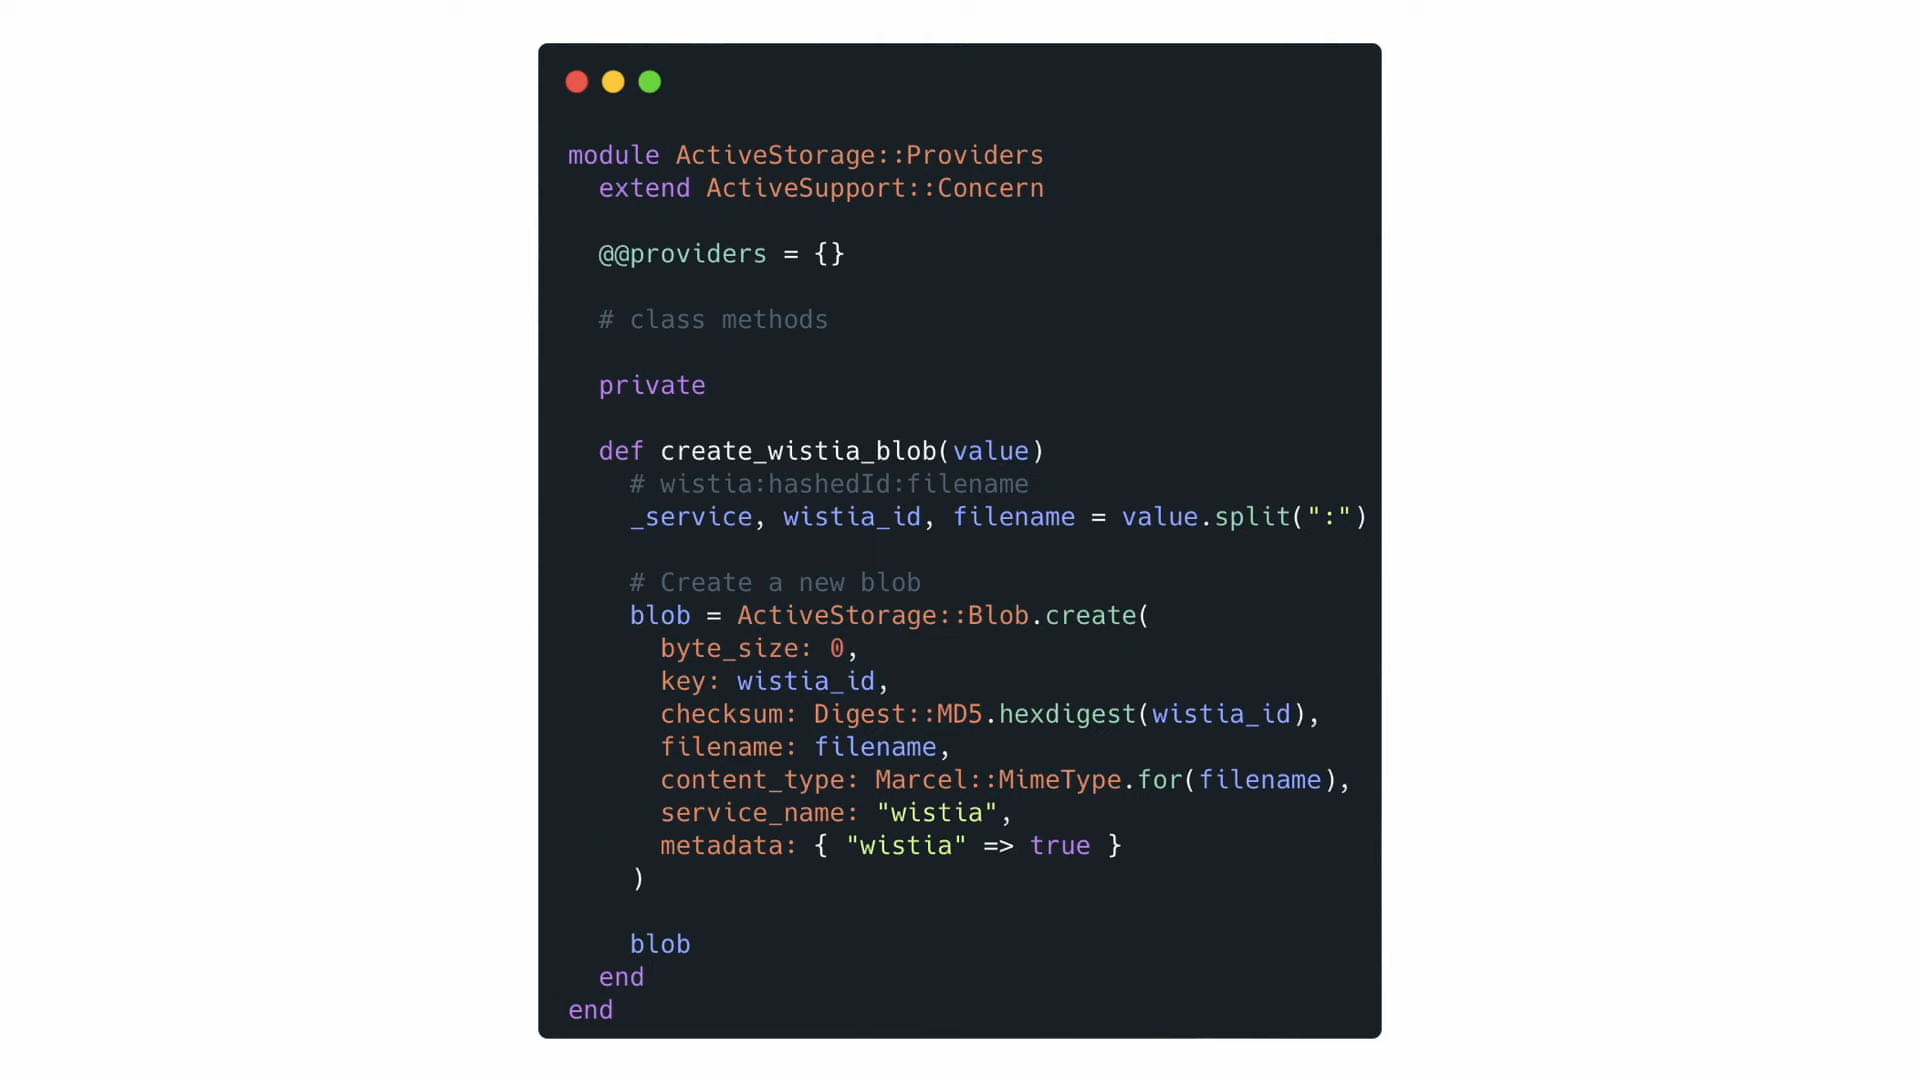 module ActiveStorage::Providers
  extend ActiveSupport::Concern

  @@providers = {}

  # class methods

  private

  def create_wistia_blob(value)
    # wistia:hashedId:filename
    _service, wistia_id, filename = value.split(":")

    # Create a new blob
    blob = ActiveStorage::Blob.create(
      byte_size: 0,
      key: wistia_id,
      checksum: Digest::MD5.hexdigest(wistia_id),
      filename: filename,
      content_type: Marcel::MimeType.for(filename),
      service_name: "wistia",
      metadata: { "wistia" => true }
    )

    blob
  end
end